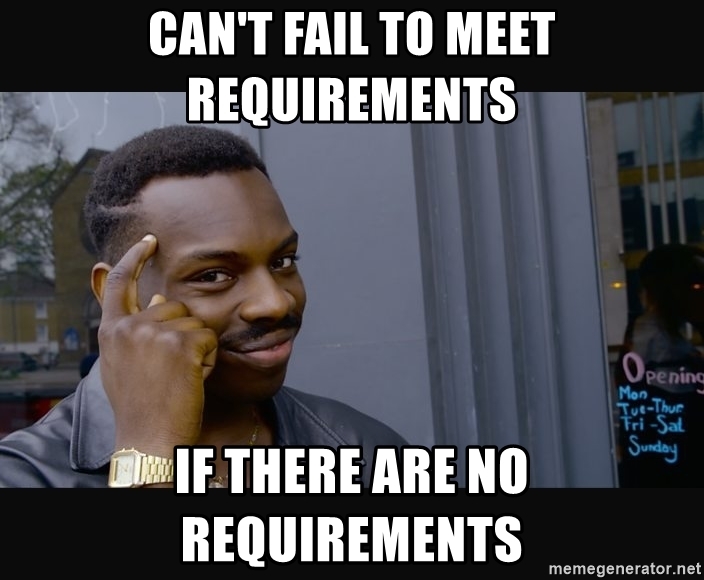 CAN'T FAIL TO MEET
REQUIREMENTS
Opening
Mon
Tue-Thur
Fri -Sat
Sunday
IF THERE ARE NO
REQUIREMENTS
memegenerator.net